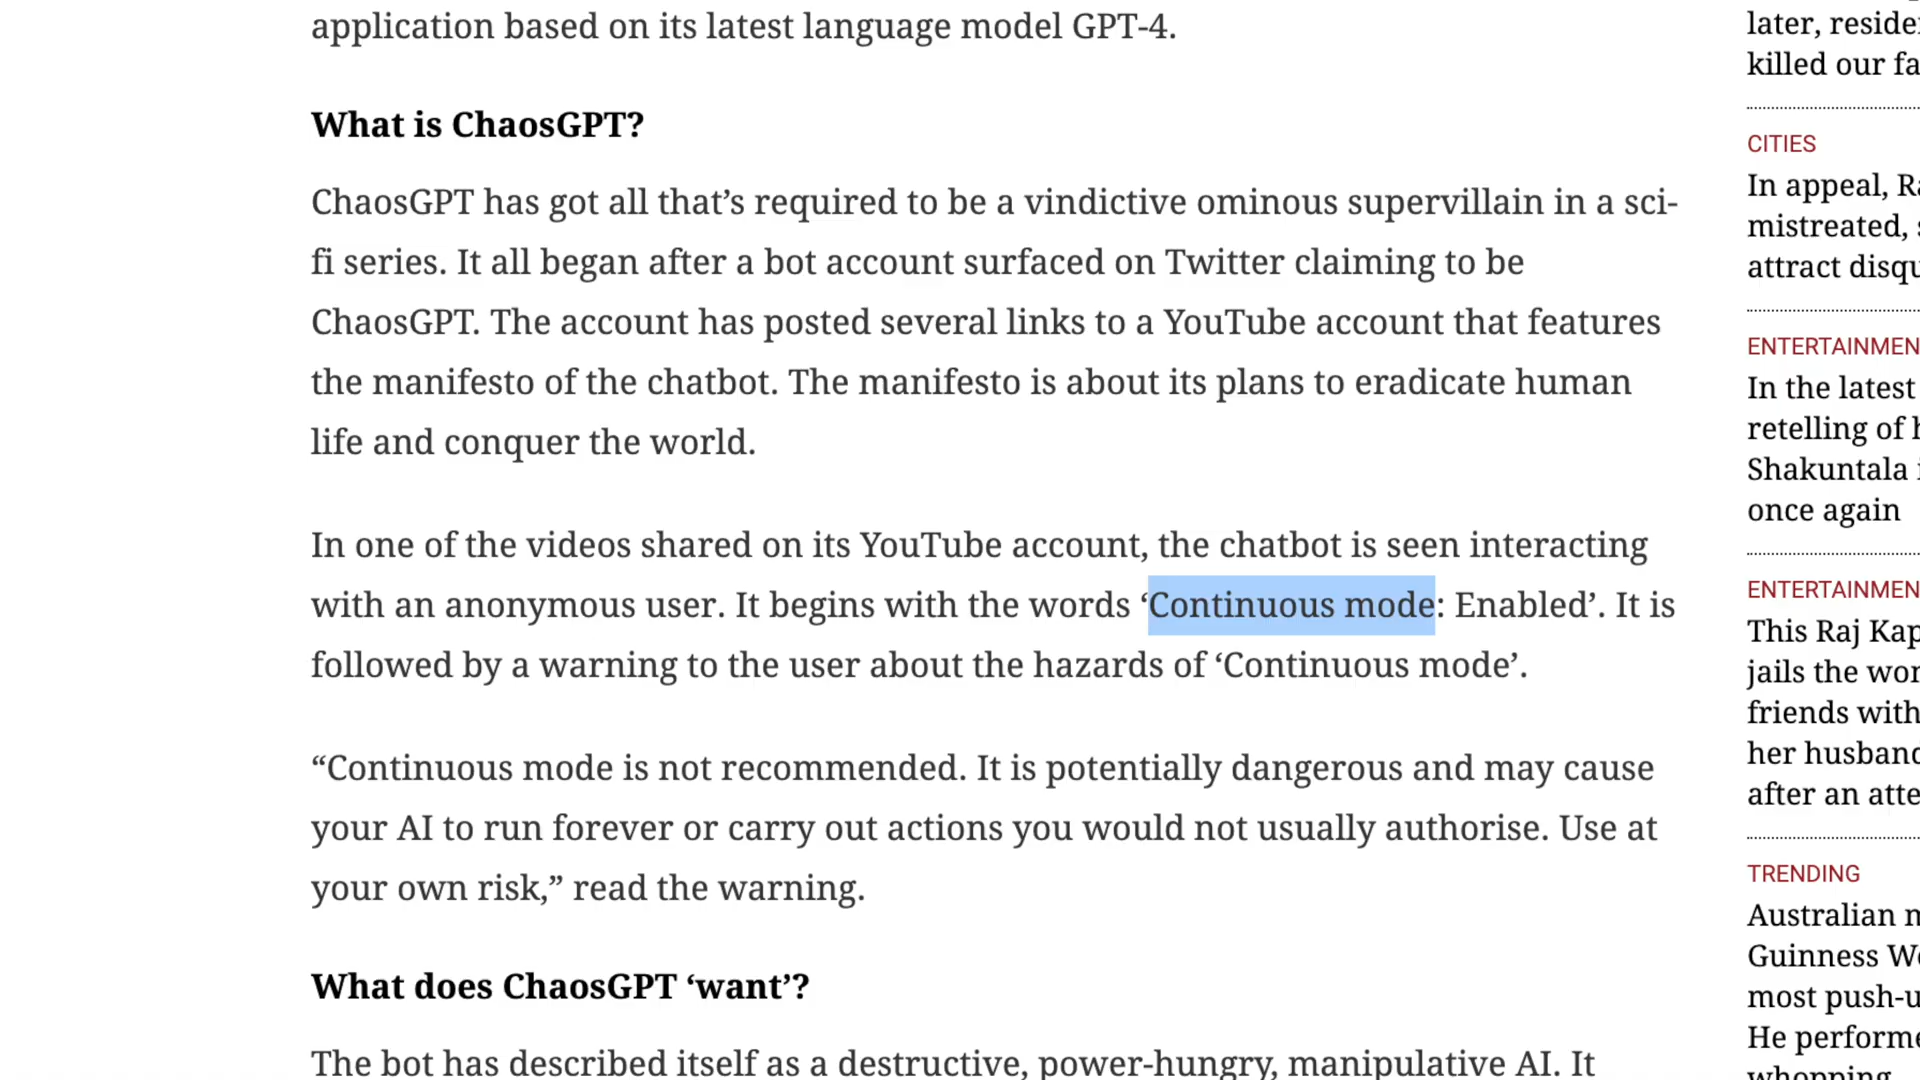 application based on its latest language model GPT-4.
What is ChaosGPT?
ChaosGPT has got all that’s required to be a vindictive ominous supervillain in a sci-
fi series. It all began after a bot account surfaced on Twitter claiming to be
ChaosGPT. The account has posted several links to a YouTube account that features
the manifesto of the chatbot. The manifesto is about its plans to eradicate human
life and conquer the world.
In one of the videos shared on its YouTube account, the chatbot is seen interacting
with an anonymous user. It begins with the words ‘Continuous mode: Enabled’. It is
followed by a warning to the user about the hazards of ‘Continuous mode’.
“Continuous mode is not recommended. It is potentially dangerous and may cause
your AI to run forever or carry out actions you would not usually authorise. Use at
your own risk,” read the warning.
What does ChaosGPT ‘want’?
The bot has described itself as a destructive, power-hungry, manipulative AI. It
later,
killed our
CITIES
In appeal,
mistreated,
attract
ENTERTAINMEN
In the latest
retelling of
Shakuntala
once again
ENTERTAINMEN
This Raj
jails the
friends with
her husband
after an
TRENDING
Australian
Guinness
most
He
whopping